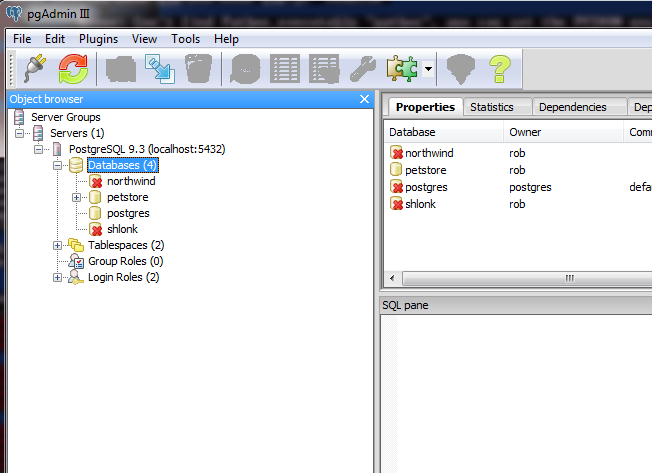 pgAdmin III
File Edit Plugins View Tools Help
Object browser
Server Groups
Servers (1)
PostgreSQL 9.3 (localhost:5432)
Databases (4)
northwind
petstore
postgres
shlonk
Tablespaces (2)
Group Roles (0)
Login Roles (2)
Properties Statistics Dependencies Dep
Database Owner Com
northwind rob
petstore rob
postgres postgres defa
shlonk rob
SQL pane